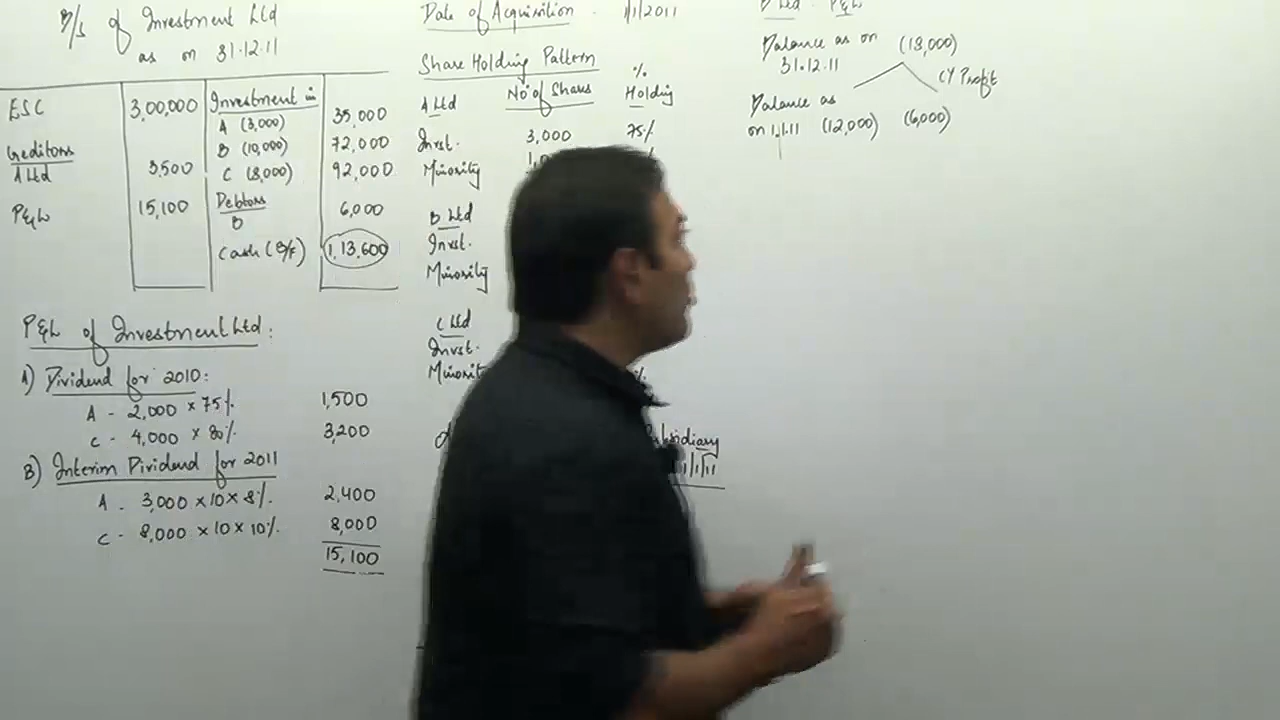 B/S of Investment Ltd
as on 31.12.11
ESC 3,00,000 Investment in
A (3,000) 35,000
B (10,000) 72,000
Creditors
A Ltd 3,500 C (8,000) 92,000
P&L 15,100 Debtors
B 6,000
Cash (B/F) 1,13,600
P&L of Investment Ltd:
A) Dividend for 2010:
A - 2,000 × 75% 1,500
C - 4,000 × 80% 3,200
B) Interim Dividend for 2011
A - 3,000 × 10 × 8% 2,400
C - 8,000 × 10 × 10% 8,000
15,100
Date of Acquisition - 1/1/2011
Share Holding Pattern
A Ltd No of Shares % Holding
Invst. 3,000 75%
Minority
B Ltd
Invst.
Minority
C Ltd
Invst.
Minority %
1/1/11
B Ltd - P&L
Balance as on
31.12.11 (18,000)
CY Profit
Balance as
on 1.1.11 (12,000) (6,000)